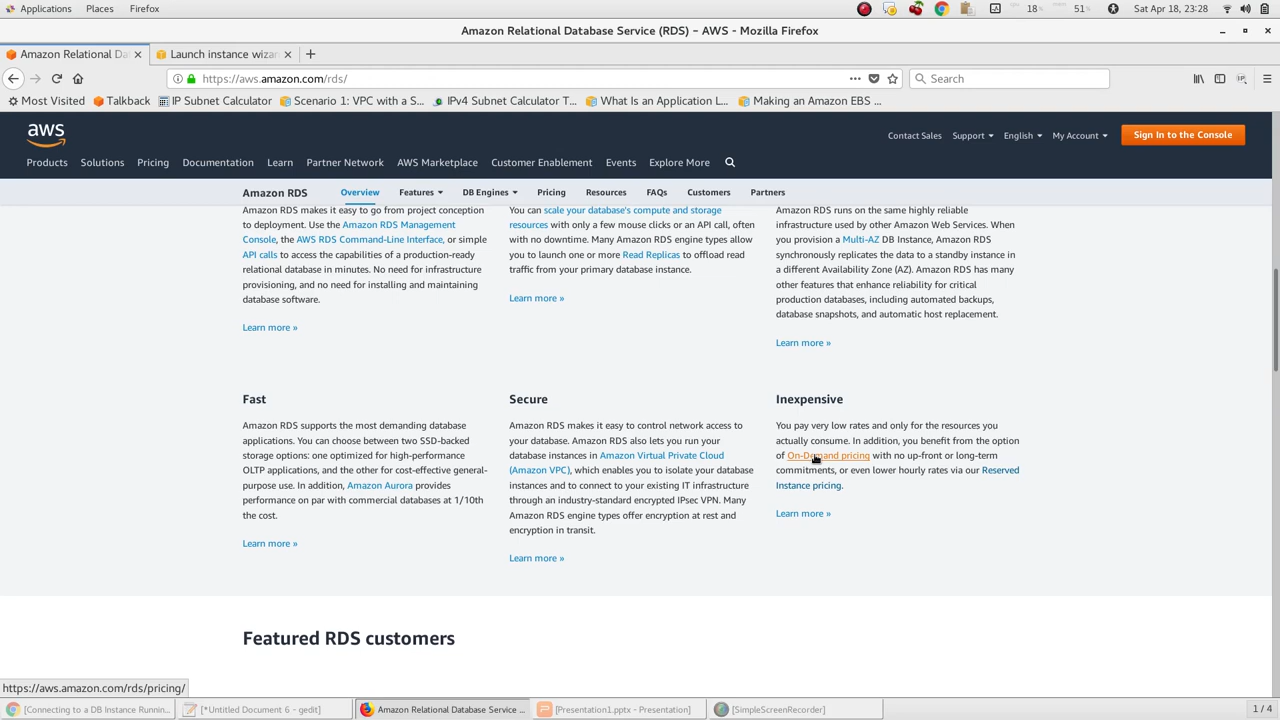 Applications Places Firefox 18% 51% Sat Apr 18, 23:28
Amazon Relational Database Service (RDS) – AWS - Mozilla Firefox
Amazon Relational Da Launch instance wiza
https://aws.amazon.com/rds/ Search
Most Visited Talkback IP Subnet Calculator Scenario 1: VPC with a S... IPv4 Subnet Calculator T... What Is an Application L... Making an Amazon EBS ...
aws Contact Sales Support English My Account Sign In to the Console
Products Solutions Pricing Documentation Learn Partner Network AWS Marketplace Customer Enablement Events Explore More
Amazon RDS Overview Features DB Engines Pricing Resources FAQs Customers Partners
Amazon RDS makes it easy to go from project conception
to deployment. Use the Amazon RDS Management
Console, the AWS RDS Command-Line Interface, or simple
API calls to access the capabilities of a production-ready
relational database in minutes. No need for infrastructure
provisioning, and no need for installing and maintaining
database software.
Learn more »
You can scale your database's compute and storage
resources with only a few mouse clicks or an API call, often
with no downtime. Many Amazon RDS engine types allow
you to launch one or more Read Replicas to offload read
traffic from your primary database instance.
Learn more »
Amazon RDS runs on the same highly reliable
infrastructure used by other Amazon Web Services. When
you provision a Multi-AZ DB Instance, Amazon RDS
synchronously replicates the data to a standby instance in
a different Availability Zone (AZ). Amazon RDS has many
other features that enhance reliability for critical
production databases, including automated backups,
database snapshots, and automatic host replacement.
Learn more »
Fast
Amazon RDS supports the most demanding database
applications. You can choose between two SSD-backed
storage options: one optimized for high-performance
OLTP applications, and the other for cost-effective general-
purpose use. In addition, Amazon Aurora provides
performance on par with commercial databases at 1/10th
the cost.
Learn more »
Secure
Amazon RDS makes it easy to control network access to
your database. Amazon RDS also lets you run your
database instances in Amazon Virtual Private Cloud
(Amazon VPC), which enables you to isolate your database
instances and to connect to your existing IT infrastructure
through an industry-standard encrypted IPsec VPN. Many
Amazon RDS engine types offer encryption at rest and
encryption in transit.
Learn more »
Inexpensive
You pay very low rates and only for the resources you
actually consume. In addition, you benefit from the option
of On-Demand pricing with no up-front or long-term
commitments, or even lower hourly rates via our Reserved
Instance pricing.
Learn more »
Featured RDS customers
https://aws.amazon.com/rds/pricing/
[Connecting to a DB Instance Runnin... [*Untitled Document 6 - gedit] Amazon Relational Database Service ... [Presentation1.pptx - Presentation] [SimpleScreenRecorder] 1 / 4